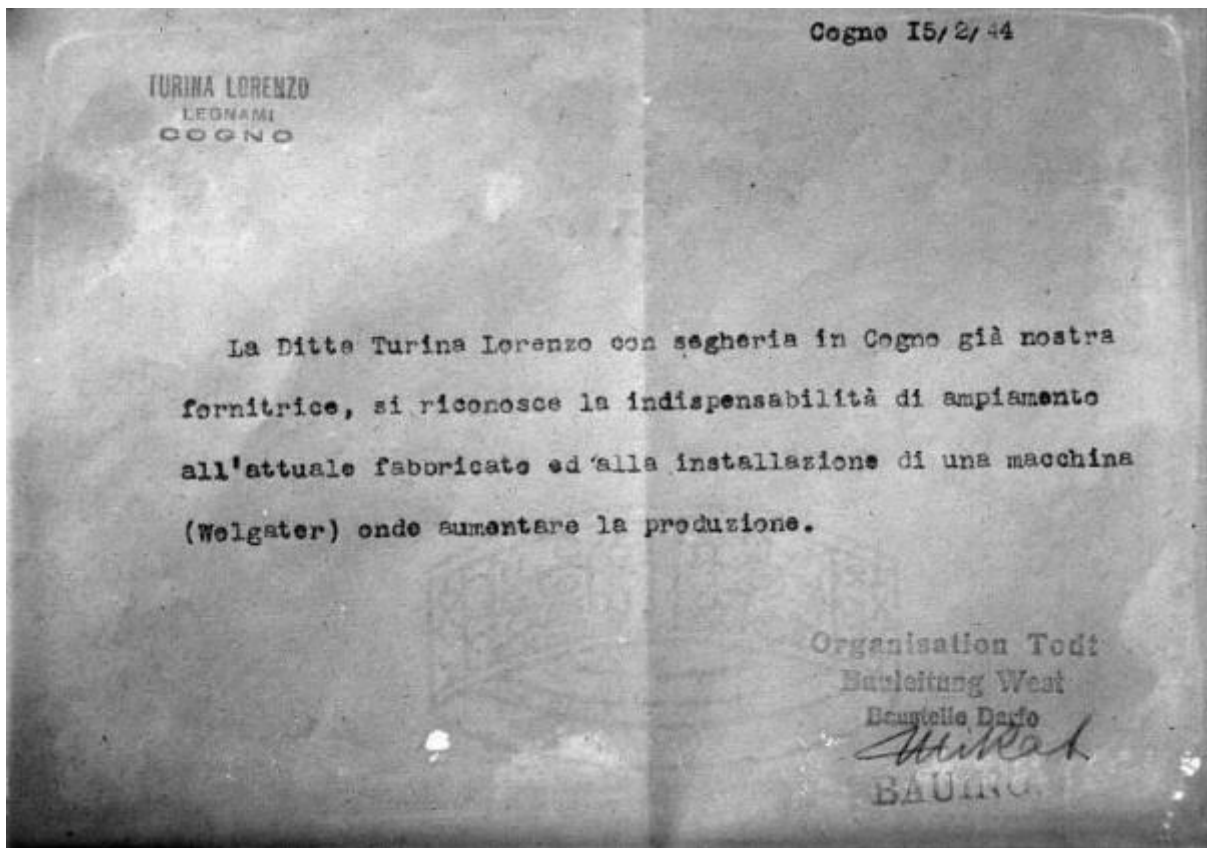 Cogno I5/2/44
TURINA LORENZO
LEGNAMI
COGNO
La Ditta Turina Lorenzo con segheria in Cogno già nostra
fornitrice, si riconosce la indispensabilità di ampiamento
all'attuale fabbricato ed alla installazione di una macchina
(Welgater) onde aumentare la produzione.
Organisation Todt
Bauleitung West
Darfo
BAUING.